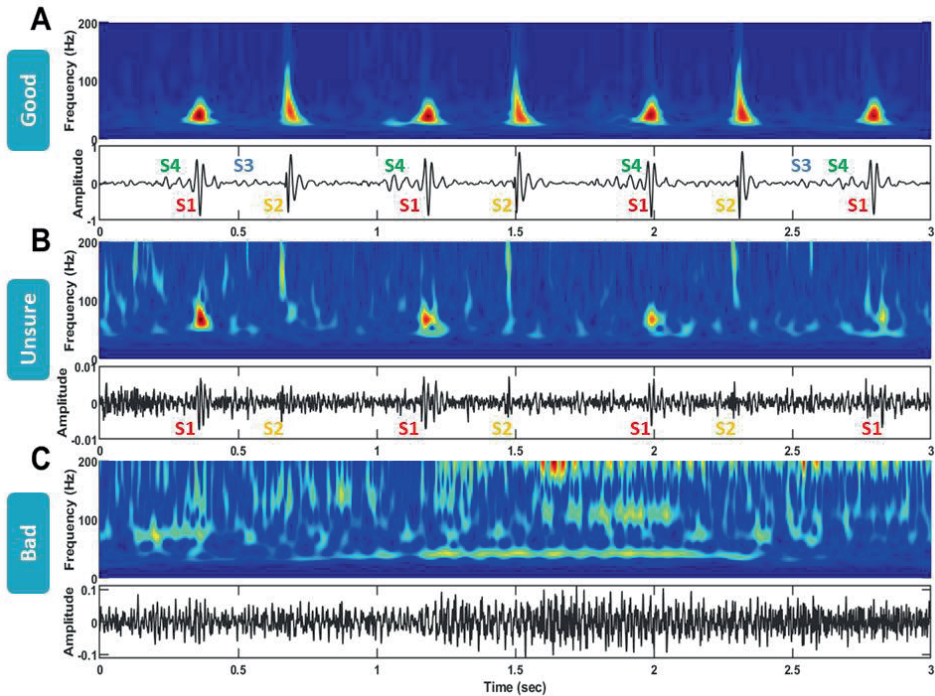 A
Good
Frequency (Hz)
200
100
0
Amplitude
1
0
-1
S4
S3
S4
S4
S3
S4
S1
S2
S1
S2
S1
S2
S1
0
0.5
1
1.5
2
2.5
3
B
Unsure
Frequency (Hz)
200
100
0
Amplitude
0.01
0
-0.01
S1
S2
S1
S2
S1
S2
S1
0
0.5
1
1.5
2
2.5
3
C
Bad
Frequency (Hz)
200
100
0
Amplitude
0.1
0
-0.1
0
0.5
1
1.5
2
2.5
3
Time (sec)